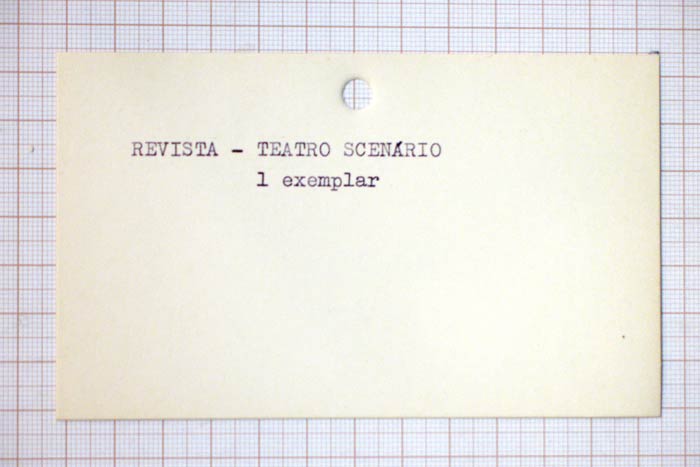 REVISTA - TEATRO SCENÁRIO
1 exemplar